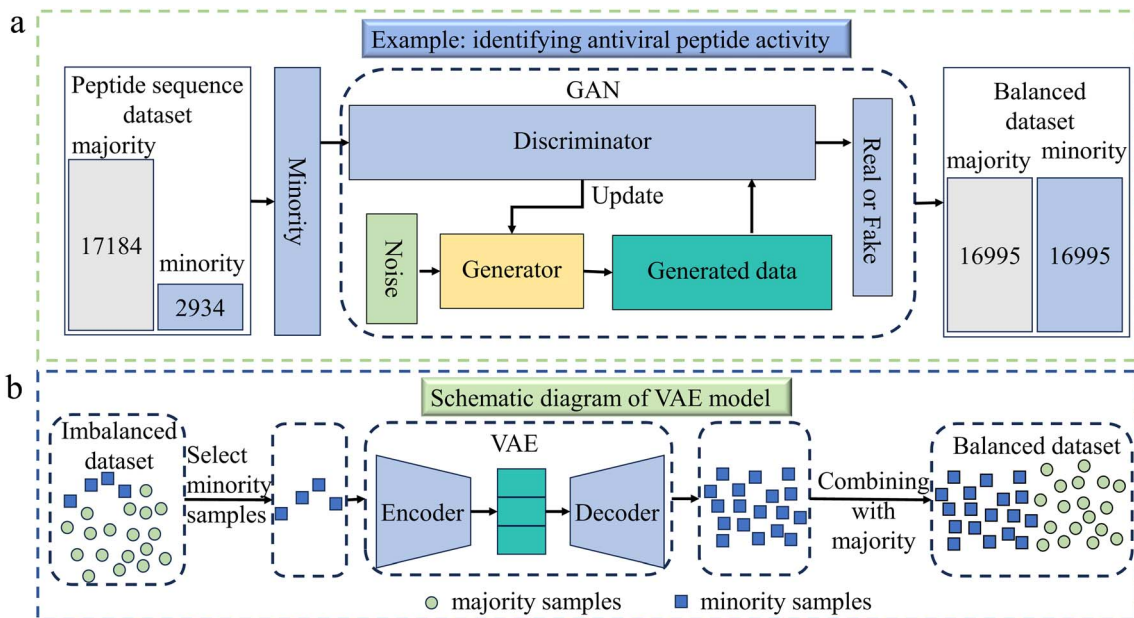 a
Example: identifying antiviral peptide activity
Peptide sequence
dataset
majority
17184
minority
2934
Minority
GAN
Discriminator
Update
Noise
Generator
Generated data
Real or Fake
Balanced
dataset
majority
minority
16995
16995
b
Schematic diagram of VAE model
Imbalanced
dataset
Select
minority
samples
VAE
Encoder
Decoder
Combining
with
majority
Balanced dataset
majority samples
minority samples